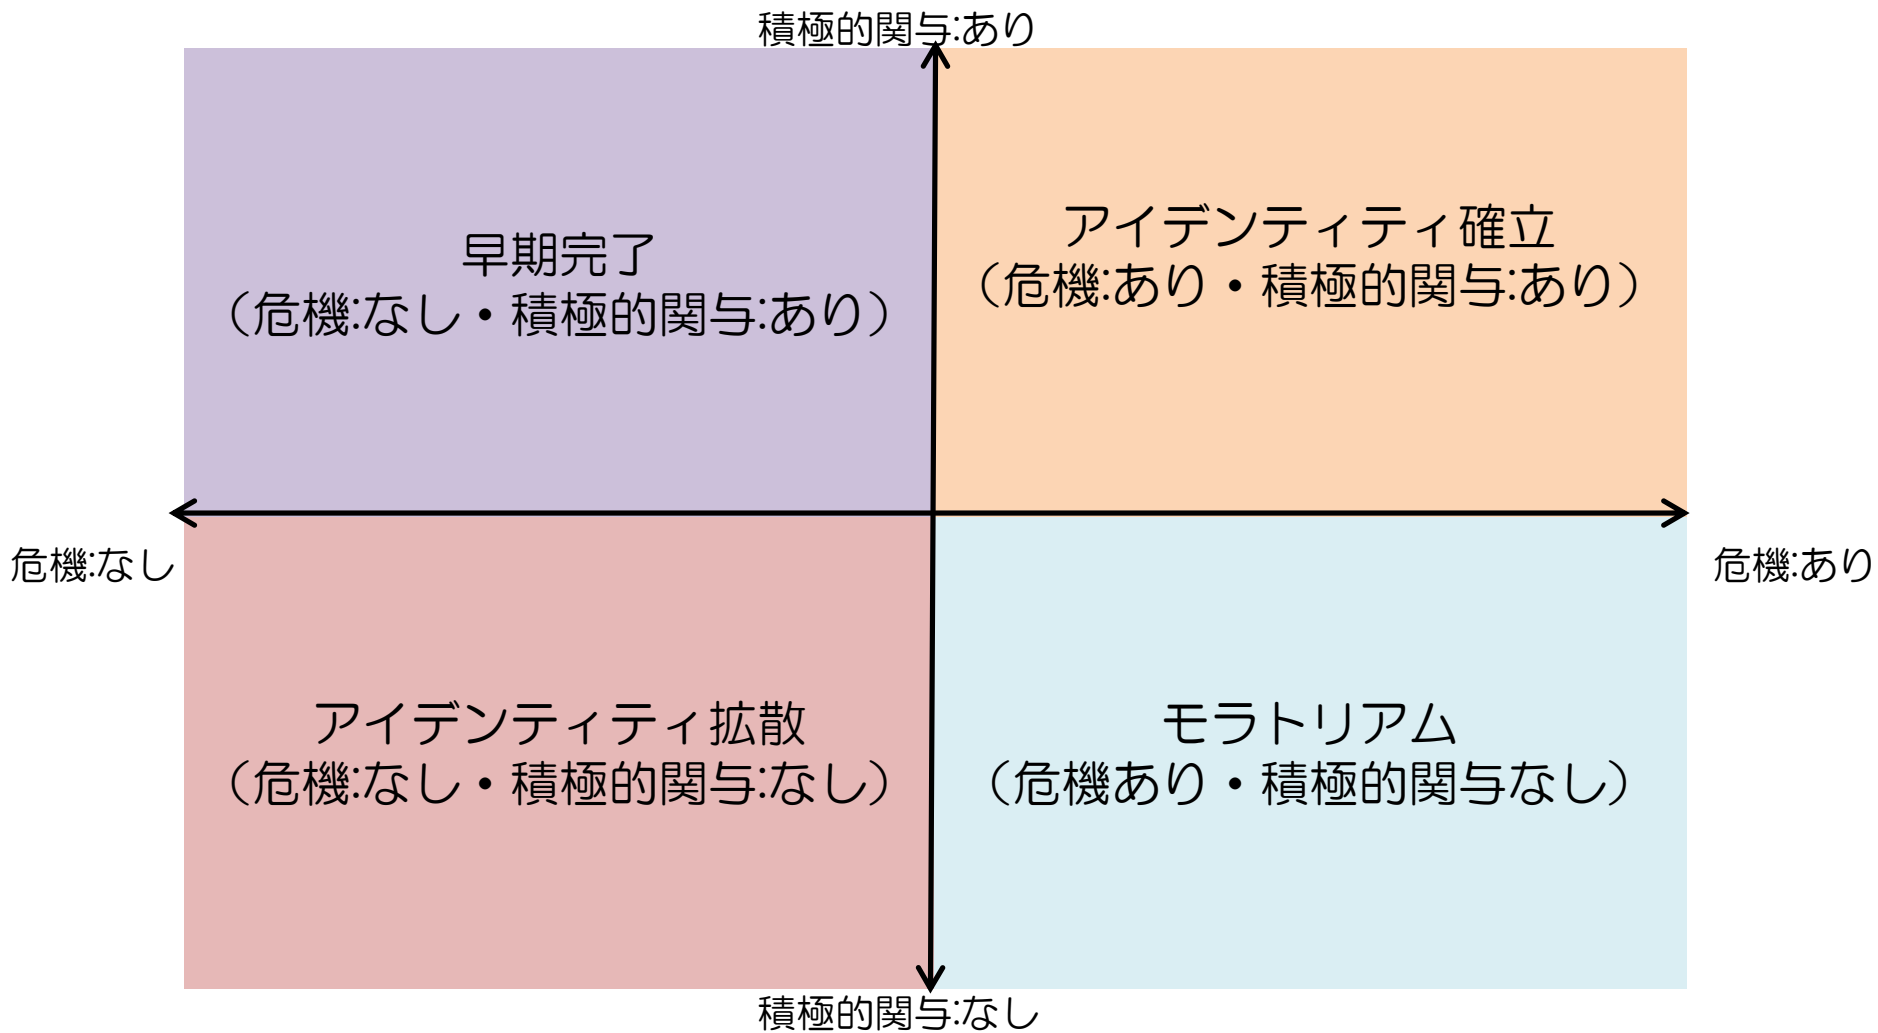 積極的関与:あり
早期完了
（危機:なし・積極的関与:あり）
アイデンティティ確立
（危機:あり・積極的関与:あり）
危機:なし
危機:あり
アイデンティティ拡散
（危機:なし・積極的関与:なし）
モラトリアム
（危機あり・積極的関与なし）
積極的関与:なし